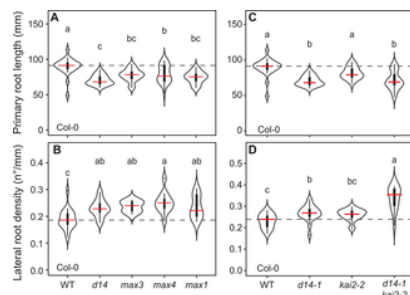 A
a
c
bc
b
bc
Primary root length (mm)
150
100
50
0
Col-0
C
a
b
a
b
150
100
50
0
Col-0
B
c
ab
ab
a
ab
Lateral root density (n°/mm)
0.4
0.3
0.2
0.1
0.0
Col-0
WT
d14
max3
max4
max1
D
c
b
bc
a
0.4
0.3
0.2
0.1
0.0
Col-0
WT
d14-1
kai2-2
d14-1
kai2-2